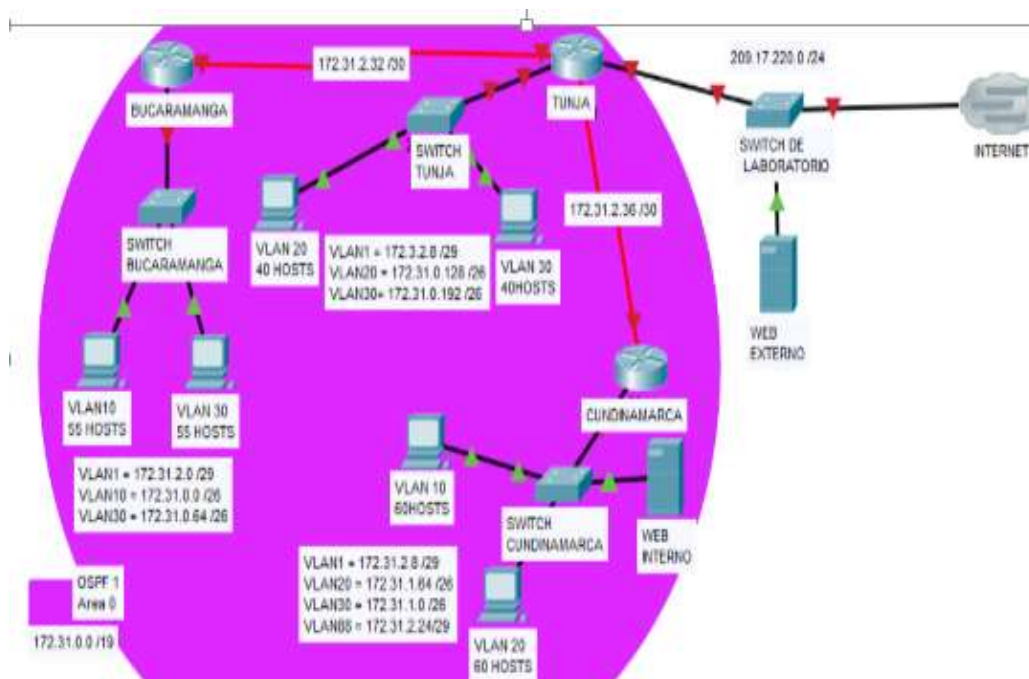 172.31.2.32 /30
209.17.220.0 /24
BUCARAMANGA
TUNJA
SWITCH
TUNJA
SWITCH DE
LABORATORIO
INTERNET
172.31.2.36 /30
SWITCH
BUCARAMANGA
VLAN 20
40 HOSTS
VLAN1 = 172.3.2.8 /29
VLAN20 = 172.31.0.128 /26
VLAN30= 172.31.0.192 /26
VLAN 30
40HOSTS
WEB
EXTERNO
VLAN10
55 HOSTS
VLAN 30
55 HOSTS
CUNDINAMARCA
VLAN1 = 172.31.2.0 /29
VLAN10 = 172.31.0.0 /26
VLAN30 = 172.31.0.64 /26
VLAN 10
60HOSTS
SWITCH
CUNDINAMARCA
WEB
INTERNO
VLAN1 = 172.31.2.8 /29
VLAN20 = 172.31.1.64 /26
VLAN30 = 172.31.1.0 /26
VLAN88 = 172.31.2.24/29
OSPF 1
Area 0
172.31.0.0 /19
VLAN 20
60 HOSTS